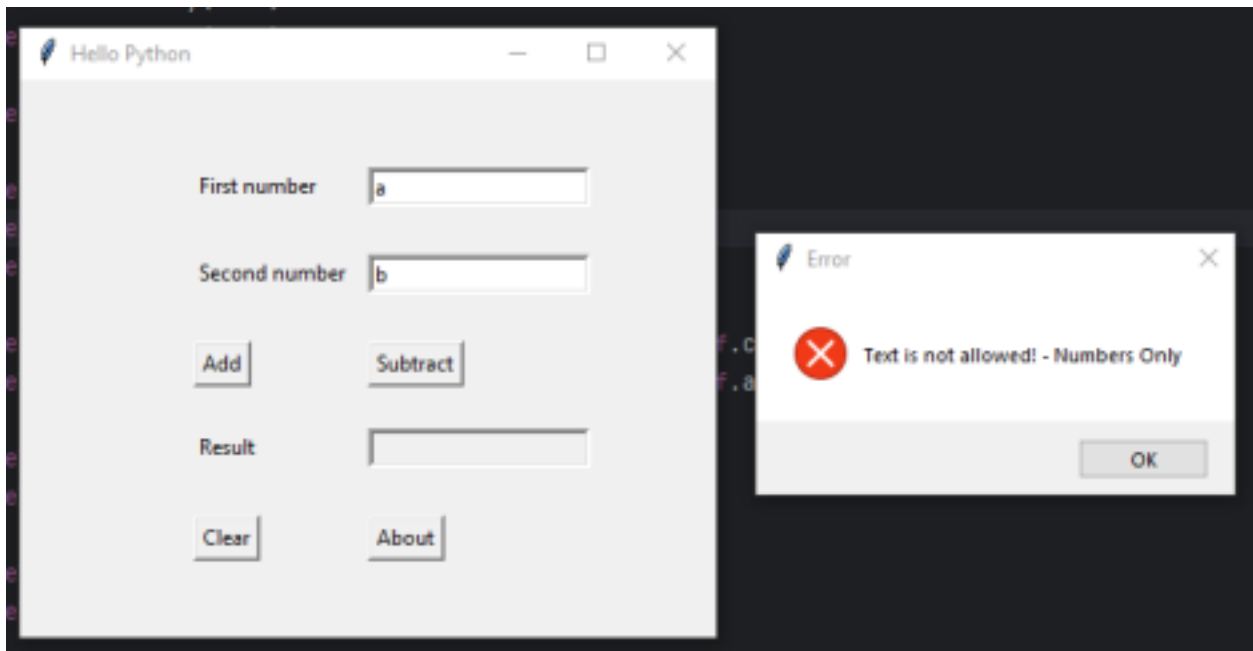 Hello Python
First number a
Second number b
Add Subtract
Result
Clear About
Error
Text is not allowed! - Numbers Only
OK
f.c
f.a